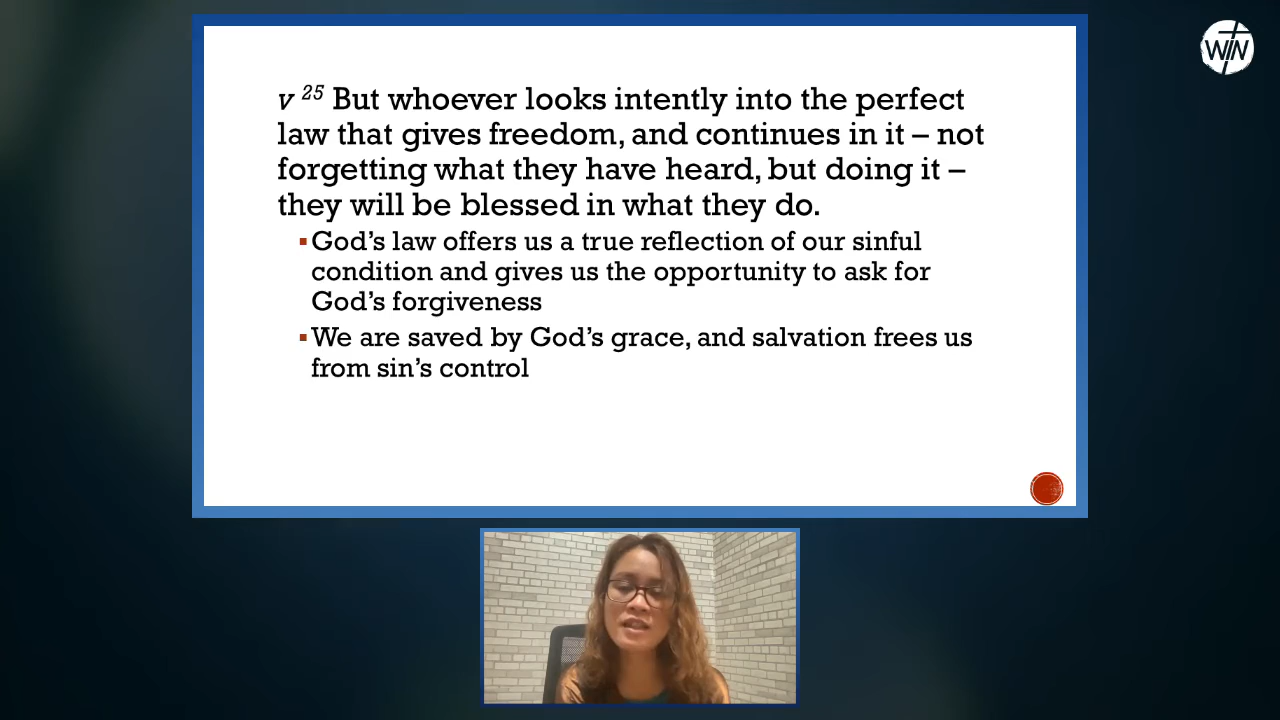 WIN
v 25 But whoever looks intently into the perfect
law that gives freedom, and continues in it – not
forgetting what they have heard, but doing it –
they will be blessed in what they do.
▪God’s law offers us a true reflection of our sinful
condition and gives us the opportunity to ask for
God’s forgiveness
▪We are saved by God’s grace, and salvation frees us
from sin’s control